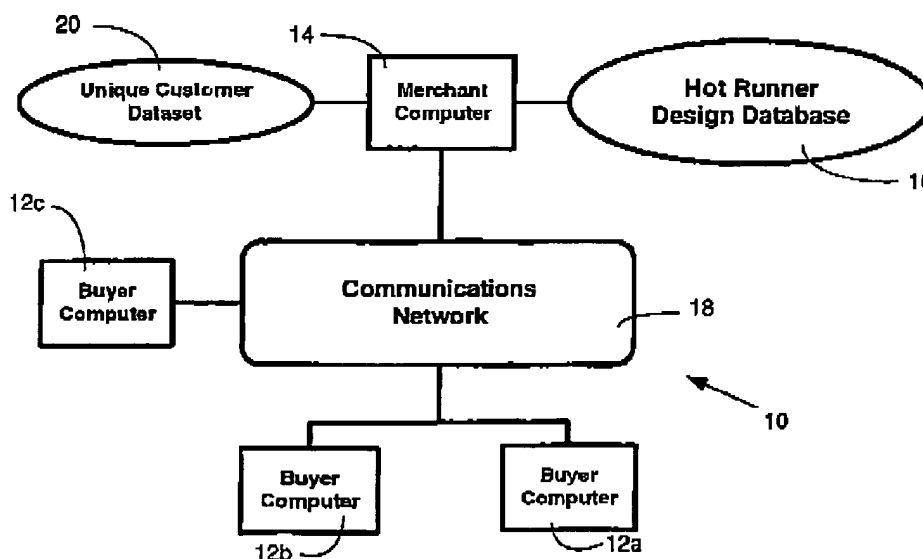 20
14
Unique Customer
Dataset
Merchant
Computer
Hot Runner
Design Database
12c
Buyer
Computer
Communications
Network
18
10
Buyer
Computer
Buyer
Computer
12b
12a